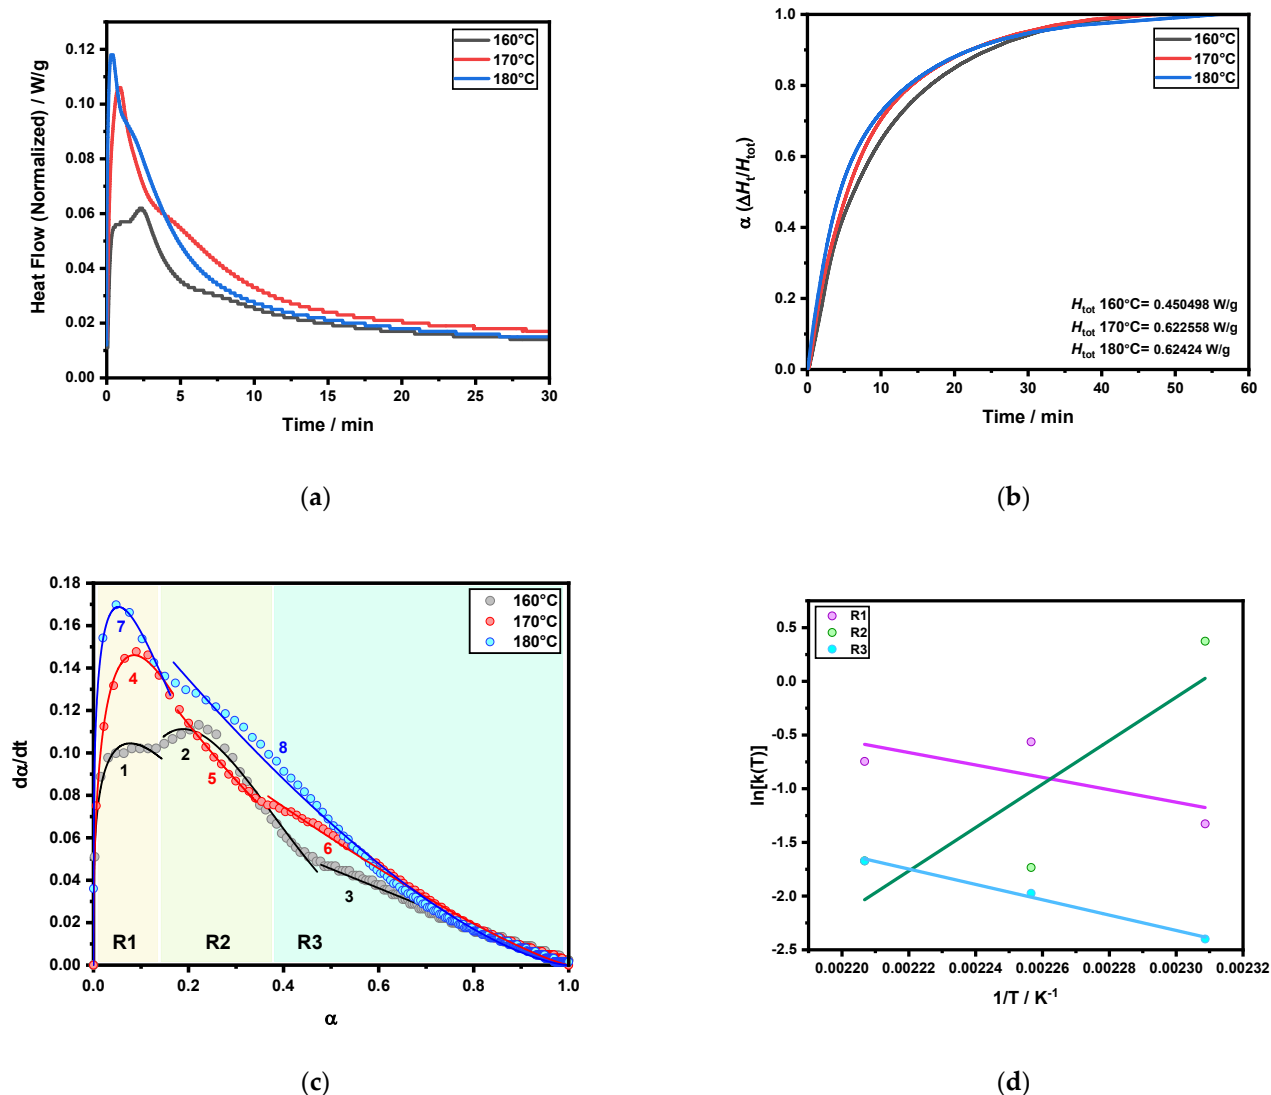 0.12
0.10
0.08
0.06
0.04
0.02
0.00
Heat Flow (Normalized) / W/g
160°C
170°C
180°C
0 5 10 15 20 25 30
Time / min
(a)
1.0
0.8
0.6
0.4
0.2
0.0
α (ΔHt/Htot)
160°C
170°C
180°C
Htot 160°C= 0.450498 W/g
Htot 170°C= 0.622558 W/g
Htot 180°C= 0.62424 W/g
0 10 20 30 40 50 60
Time / min
(b)
0.18
0.16
0.14
0.12
0.10
0.08
0.06
0.04
0.02
0.00
dα/dt
160°C
170°C
180°C
7
4
1
2
5
8
6
3
R1 R2 R3
0.0 0.2 0.4 0.6 0.8 1.0
α
(c)
0.5
0.0
-0.5
-1.0
-1.5
-2.0
-2.5
ln[k(T)]
R1
R2
R3
0.00220 0.00222 0.00224 0.00226 0.00228 0.00230 0.00232
1/T / K-1
(d)